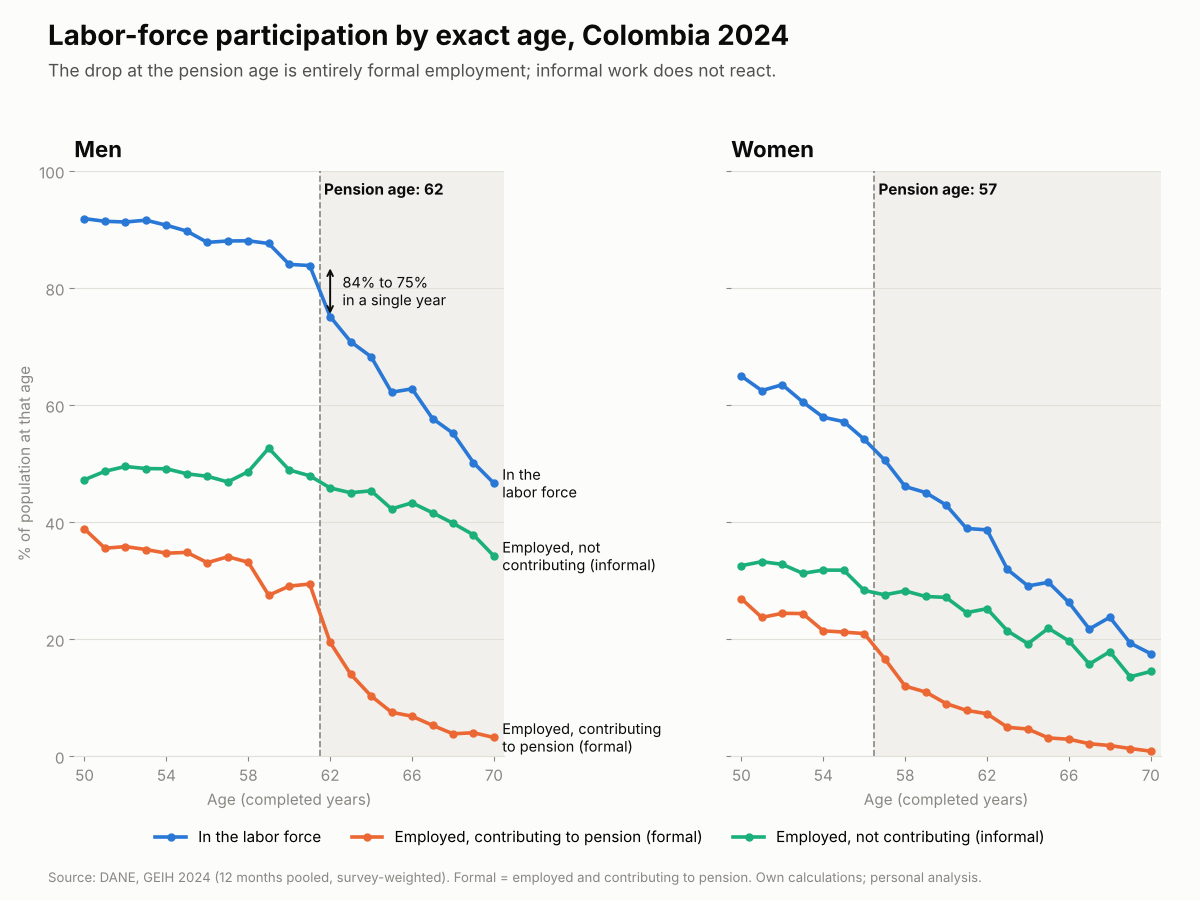 Labor-force participation by exact age, Colombia 2024
The drop at the pension age is entirely formal employment; informal work does not react.
Men
% of population at that age
100
80
60
40
20
0
Pension age: 62
84% to 75%
in a single year
In the
labor force
Employed, not
contributing (informal)
Employed, contributing
to pension (formal)
50 54 58 62 66 70
Age (completed years)
Women
Pension age: 57
50 54 58 62 66 70
Age (completed years)
In the labor force
Employed, contributing to pension (formal)
Employed, not contributing (informal)
Source: DANE, GEIH 2024 (12 months pooled, survey-weighted). Formal = employed and contributing to pension. Own calculations; personal analysis.